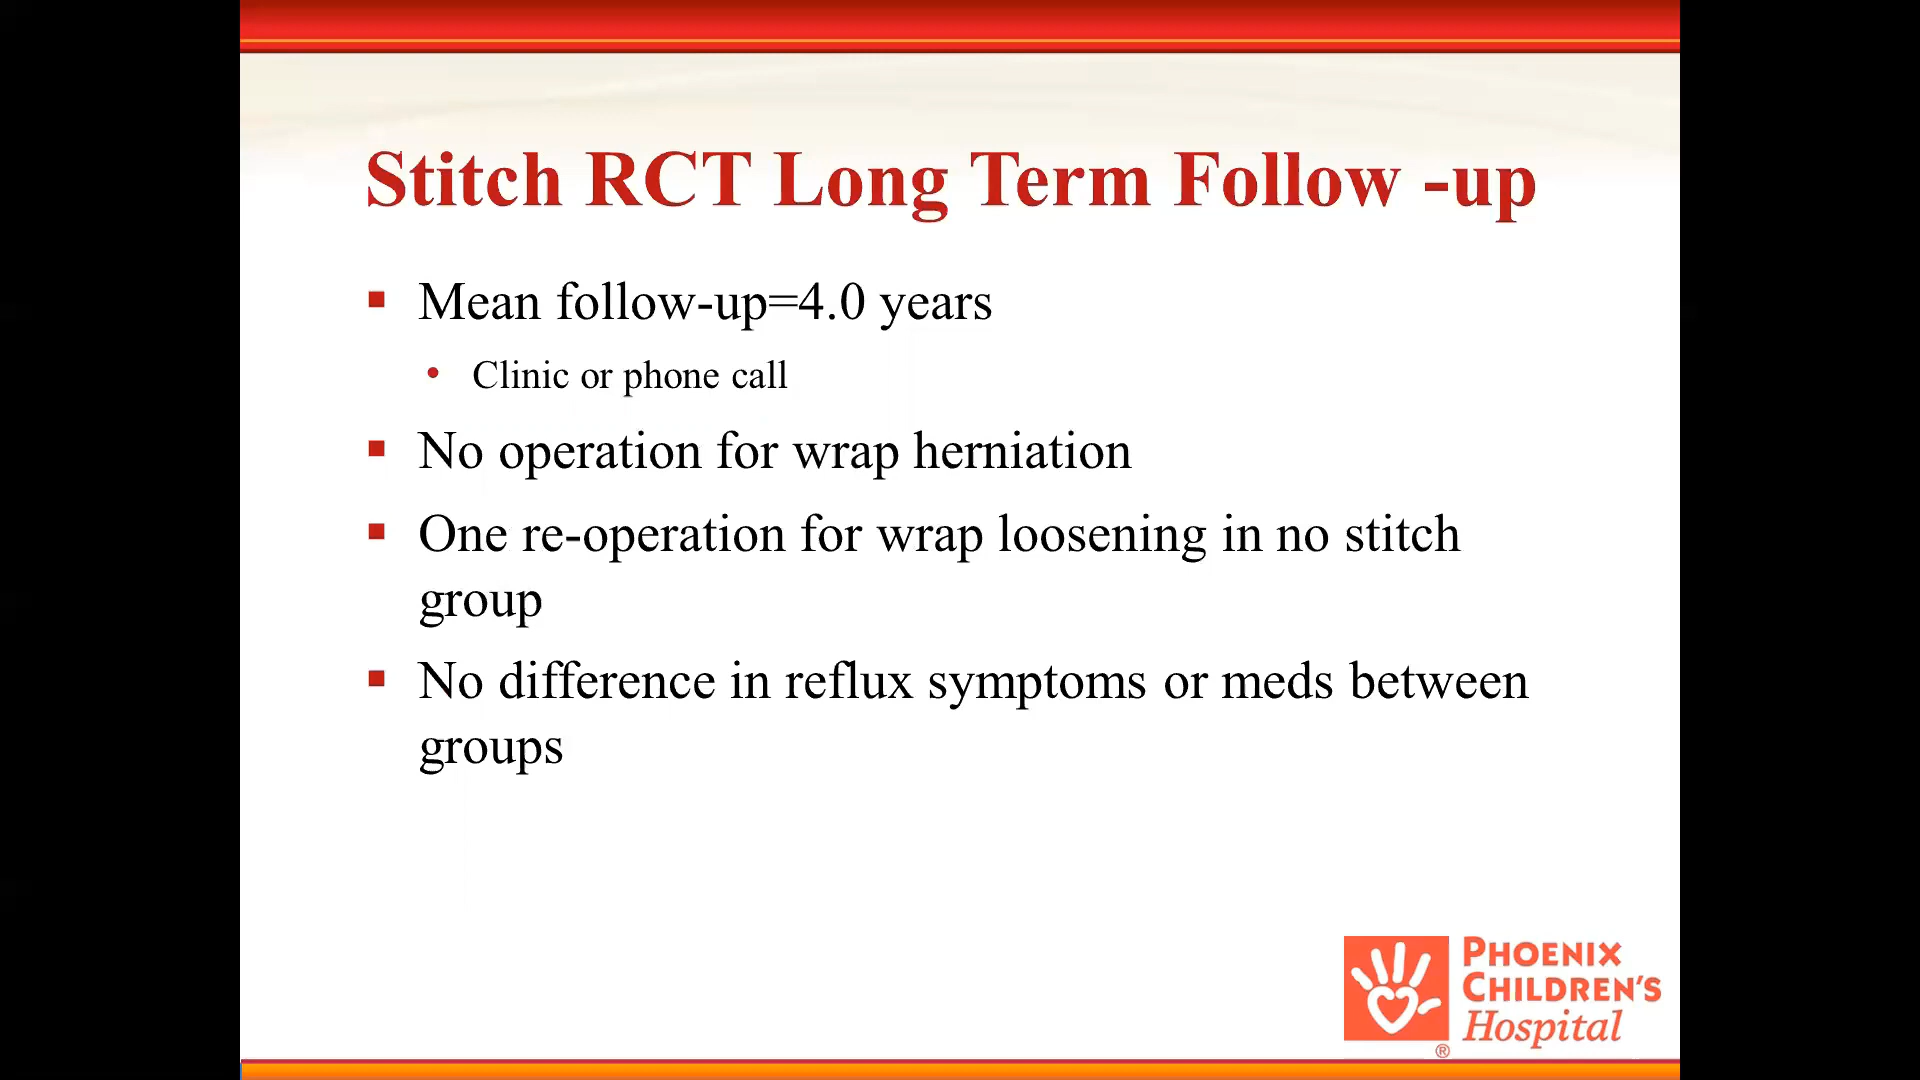 Stitch RCT Long Term Follow -up
Mean follow-up=4.0 years
Clinic or phone call
No operation for wrap herniation
One re-operation for wrap loosening in no stitch
group
No difference in reflux symptoms or meds between
groups
PHOENIX
CHILDREN'S
Hospital
®